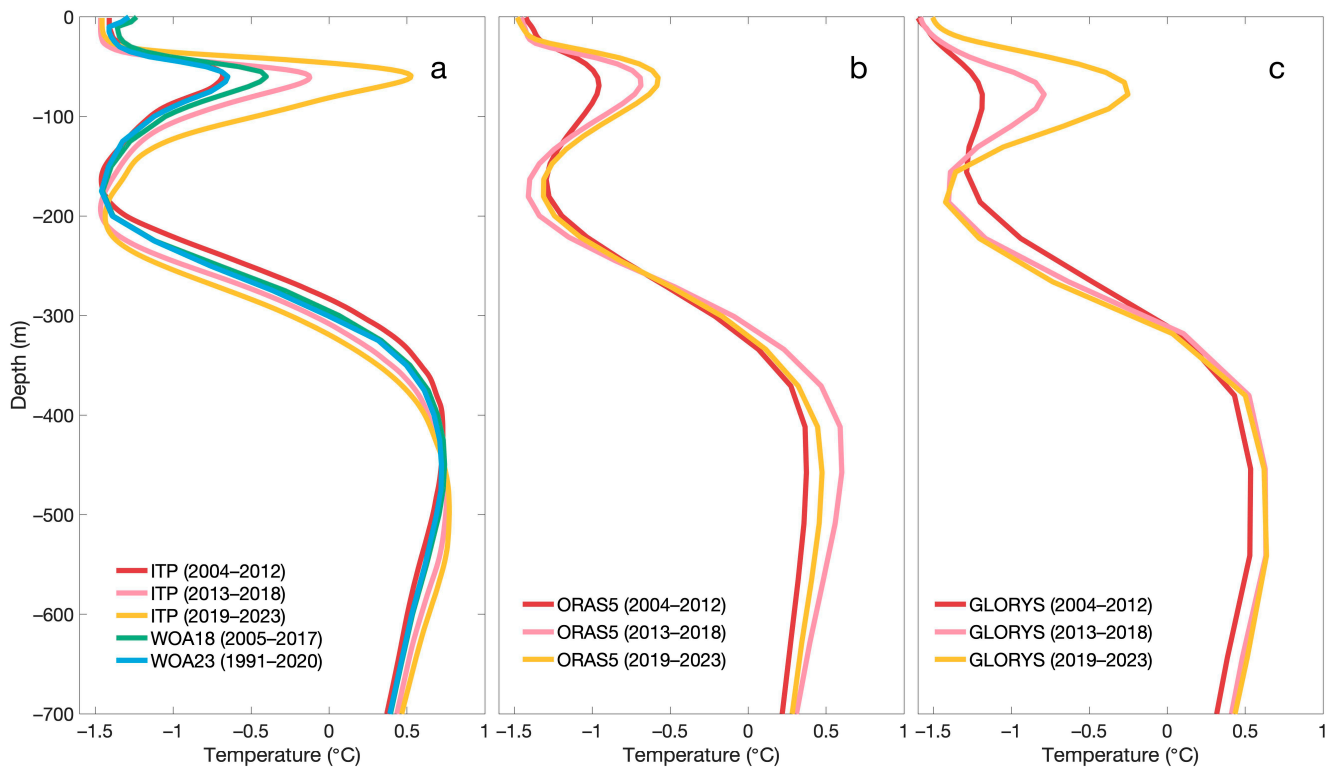 a
b
c
Depth (m)
0
−100
−200
−300
−400
−500
−600
−700
ITP (2004–2012)
ITP (2013–2018)
ITP (2019–2023)
WOA18 (2005–2017)
WOA23 (1991–2020)
ORAS5 (2004–2012)
ORAS5 (2013–2018)
ORAS5 (2019–2023)
GLORYS (2004–2012)
GLORYS (2013–2018)
GLORYS (2019–2023)
−1.5 −1 −0.5 0 0.5 1
−1.5 −1 −0.5 0 0.5 1
−1.5 −1 −0.5 0 0.5 1
Temperature (°C)
Temperature (°C)
Temperature (°C)